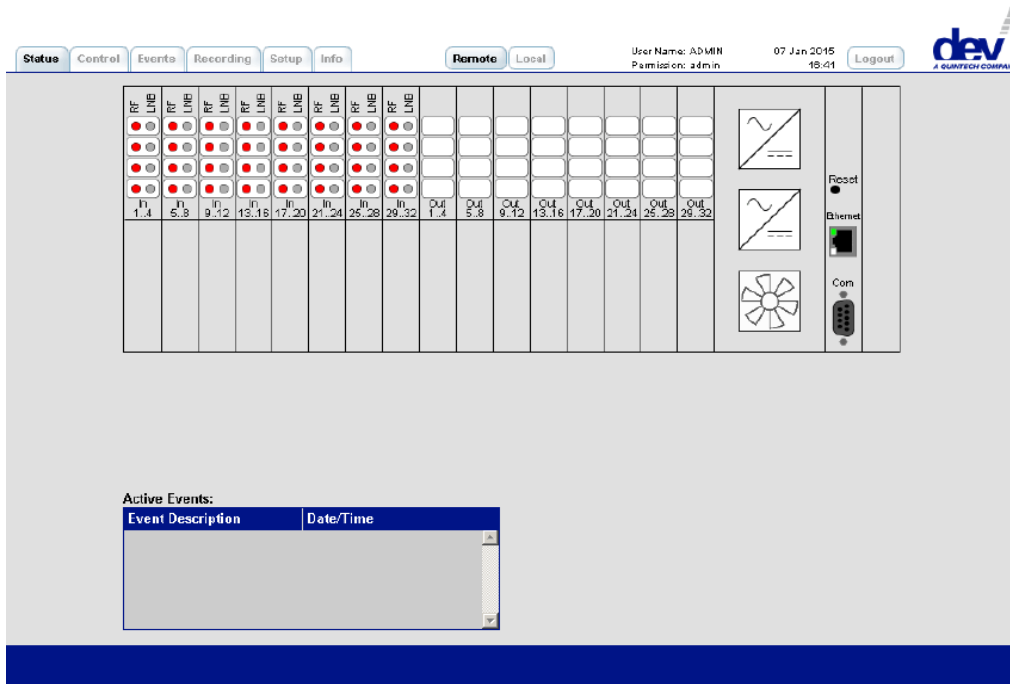 Status Control Events Recording Setup Info Remote Local User Name: ADMIN 07 Jan 2015 Logout dev
Permission: admin 16:41 A QUINTECH COMPAN
RF LNB RF LNB RF LNB RF LNB RF LNB RF LNB RF LNB RF LNB
Reset
In In In In In In In In Out Out Out Out Out Out Out Out
1..4 5..8 9..12 13..16 17..20 21..24 25..28 29..32 1..4 5..8 9..12 13..16 17..20 21..24 25..28 29..32
Ethernet
Com
Active Events:
Event Description Date/Time